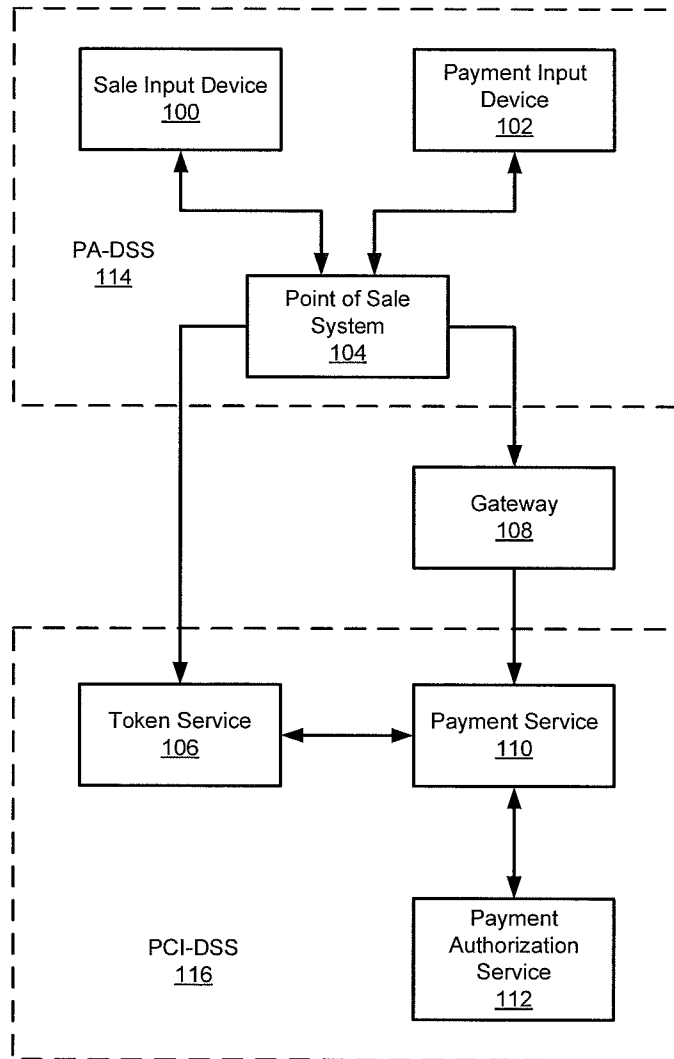 Sale Input Device
100
Payment Input
Device
102
PA-DSS
114
Point of Sale
System
104
Gateway
108
Token Service
106
Payment Service
110
PCI-DSS
116
Payment
Authorization
Service
112